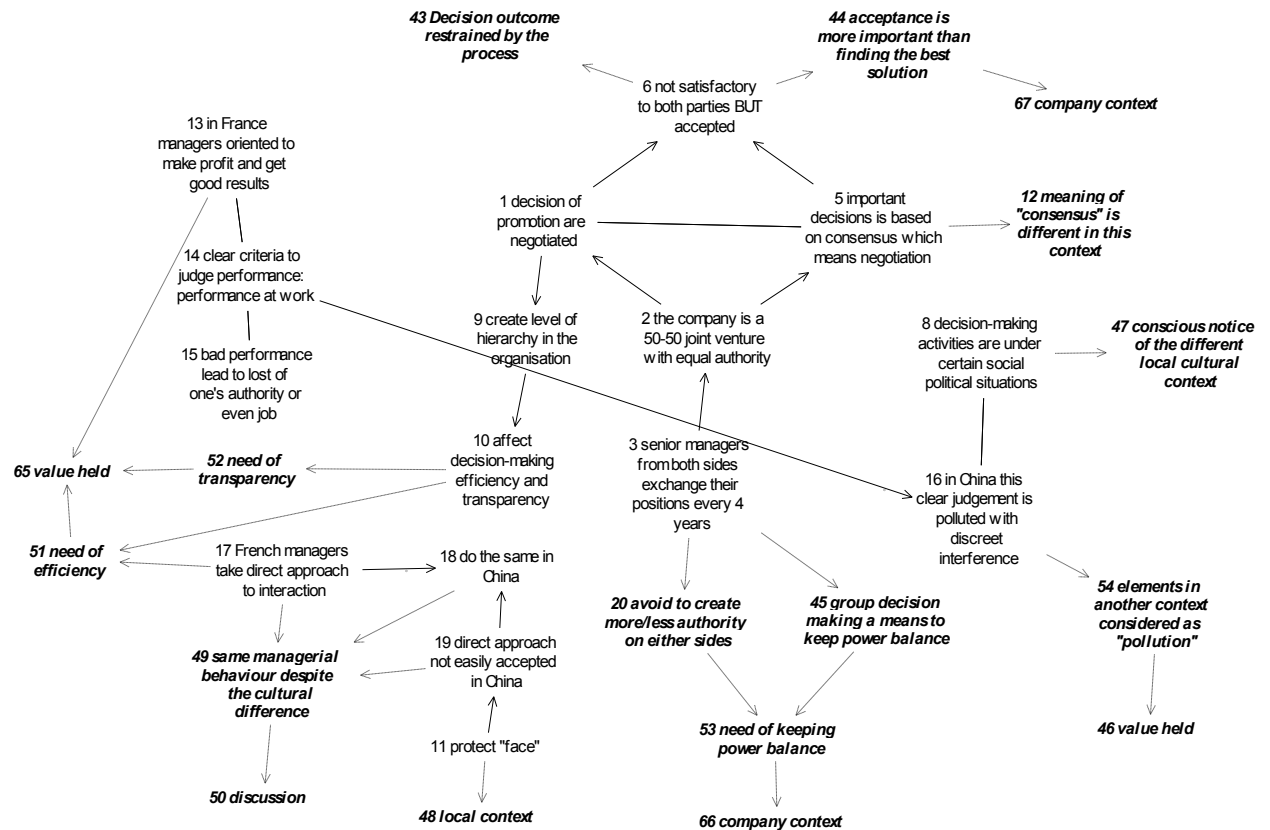 43 Decision outcome
restrained by the
process
44 acceptance is
more important than
finding the best
solution
6 not satisfactory
to both parties BUT
accepted
67 company context
13 in France
managers oriented to
make profit and get
good results
1 decision of
promotion are
negotiated
5 important
decisions is based
on consensus which
means negotiation
12 meaning of
"consensus" is
different in this
context
14 clear criteria to
judge performance:
performance at work
9 create level of
hierarchy in the
organisation
2 the company is a
50-50 joint venture
with equal authority
8 decision-making
activities are under
certain social
political situations
47 conscious notice
of the different
local cultural
context
15 bad performance
lead to lost of
one's authority or
even job
10 affect
decision-making
efficiency and
transparency
3 senior managers
from both sides
exchange their
positions every 4
years
16 in China this
clear judgement is
polluted with
discreet
interference
65 value held
52 need of
transparency
51 need of
efficiency
17 French managers
take direct approach
to interaction
18 do the same in
China
20 avoid to create
more/less authority
on either sides
45 group decision
making a means to
keep power balance
54 elements in
another context
considered as
"pollution"
49 same managerial
behaviour despite
the cultural
difference
19 direct approach
not easily accepted
in China
11 protect "face"
53 need of keeping
power balance
46 value held
50 discussion
48 local context
66 company context